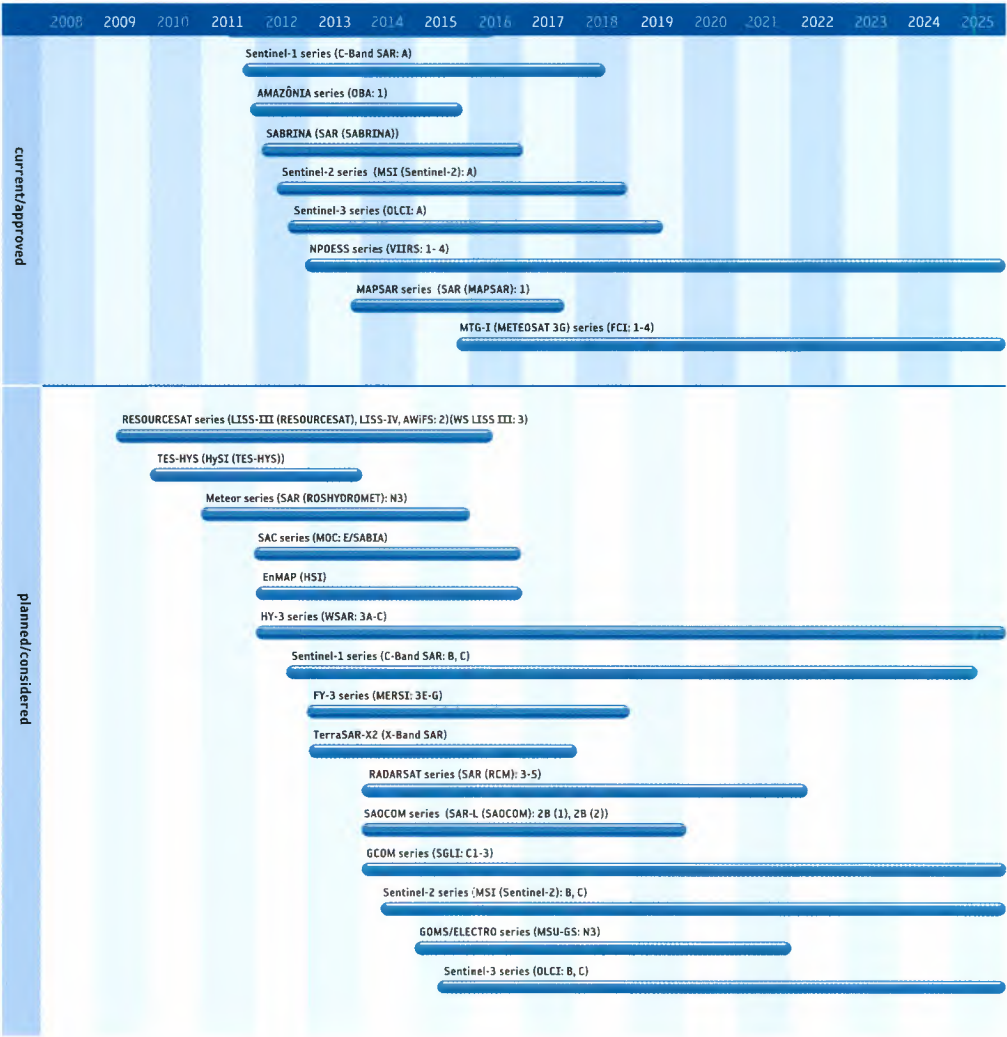 2008 2009 2010 2011 2012 2013 2014 2015 2016 2017 2018 2019 2020 2021 2022 2023 2024 2025
current/approved
Sentinel-1 series (C-Band SAR: A)
AMAZÔNIA series (OBA: 1)
SABRINA (SAR (SABRINA))
Sentinel-2 series (MSI (Sentinel-2): A)
Sentinel-3 series (OLCI: A)
NPOESS series (VIIRS: 1- 4)
MAPSAR series (SAR (MAPSAR): 1)
MTG-I (METEOSAT 3G) series (FCI: 1-4)
planned/considered
RESOURCESAT series (LISS-III (RESOURCESAT), LISS-IV, AWiFS: 2)(WS LISS III: 3)
TES-HYS (HySI (TES-HYS))
Meteor series (SAR (ROSHYDROMET): N3)
SAC series (MOC: E/SABIA)
EnMAP (HSI)
HY-3 series (WSAR: 3A-C)
Sentinel-1 series (C-Band SAR: B, C)
FY-3 series (MERSI: 3E-G)
TerraSAR-X2 (X-Band SAR)
RADARSAT series (SAR (RCM): 3-5)
SAOCOM series (SAR-L (SAOCOM): 2B (1), 2B (2))
GCOM series (SGLI: C1-3)
Sentinel-2 series (MSI (Sentinel-2): B, C)
GOMS/ELECTRO series (MSU-GS: N3)
Sentinel-3 series (OLCI: B, C)